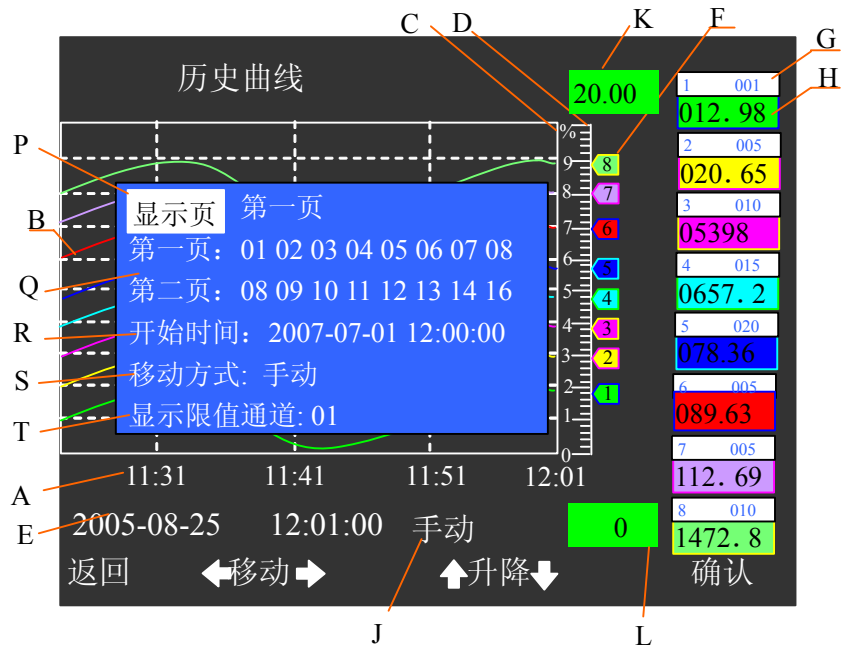 C D K F
G
H
历史曲线
20.00
1 001
012. 98
2 005
020. 65
3 010
05398
4 015
0657. 2
5 020
078.36
6 005
089.63
7 005
112. 69
8 010
1472. 8
%
9
8
7
6
5
4
3
2
1
0
8
7
6
5
4
3
2
1
P
B
Q
R
S
T
A
E
显示页 第一页
第一页: 01 02 03 04 05 06 07 08
第二页: 08 09 10 11 12 13 14 16
开始时间: 2007-07-01 12:00:00
移动方式: 手动
显示限值通道: 01
11:31 11:41 11:51 12:01
2005-08-25 12:01:00 手动 0
返回 移动 升降 确认
J L